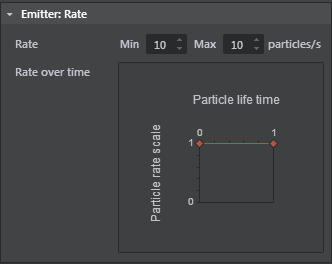 Emitter: Rate
Rate Min 10 Max 10 particles/s
Rate over time
Particle life time
0 1
1
Particle rate scale
0